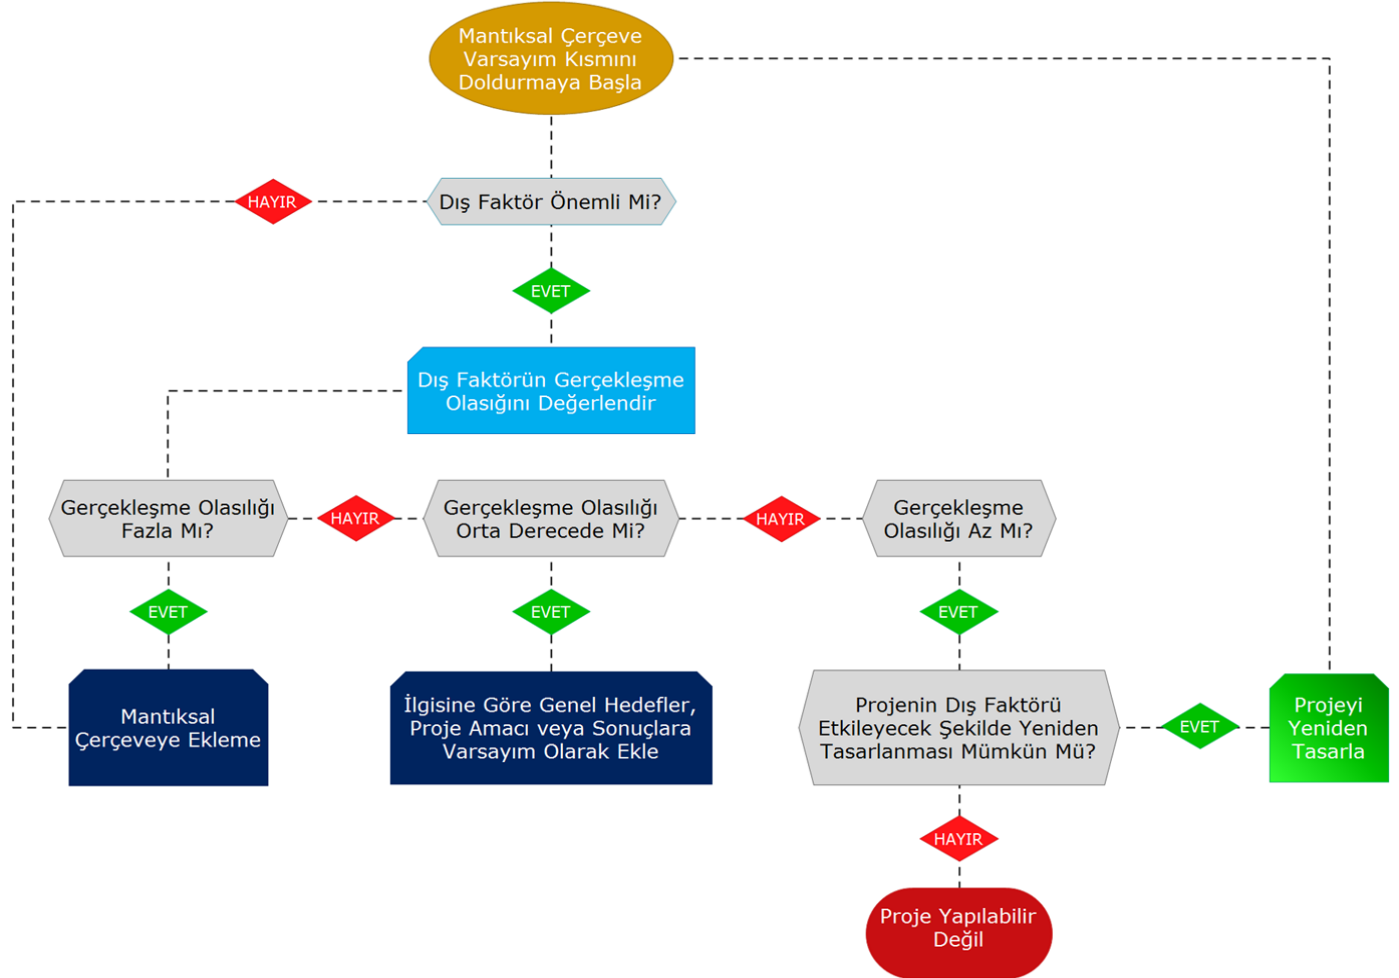 Mantıksal Çerçeve
Varsayım Kısmını
Doldurmaya Başla
HAYIR
Dış Faktör Önemli Mi?
EVET
Dış Faktörün Gerçekleşme
Olasığını Değerlendir
Gerçekleşme Olasılığı
Fazla Mı?
HAYIR
Gerçekleşme Olasılığı
Orta Derecede Mi?
HAYIR
Gerçekleşme
Olasılığı Az Mı?
EVET
EVET
EVET
Mantıksal
Çerçeveye Ekleme
İlgisine Göre Genel Hedefler,
Proje Amacı veya Sonuçlara
Varsayım Olarak Ekle
Projenin Dış Faktörü
Etkileyecek Şekilde Yeniden
Tasarlanması Mümkün Mü?
EVET
Projeyi
Yeniden
Tasarla
HAYIR
Proje Yapılabilir
Değil